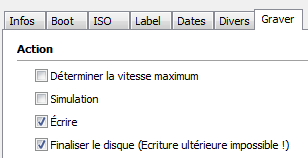 Infos Boot ISO Label Dates Divers Graver
Action
Déterminer la vitesse maximum
Simulation
Écrire
Finaliser le disque (Ecriture ultérieure impossible !)